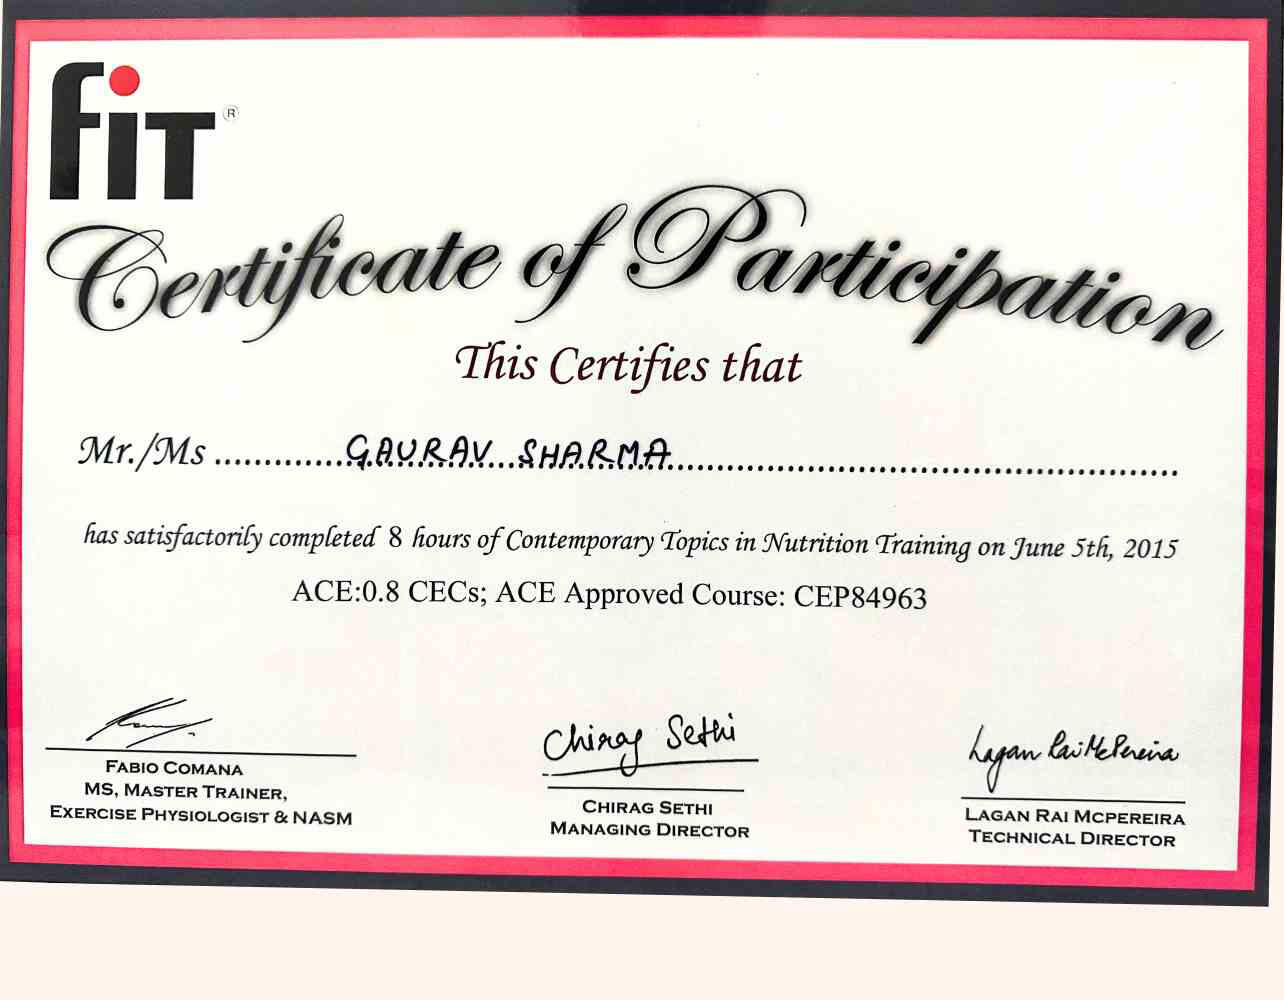 fiT®
Certificate of Participation
This Certifies that
Mr./Ms ............GAURAV SHARMA............
has satisfactorily completed 8 hours of Contemporary Topics in Nutrition Training on June 5th, 2015
ACE:0.8 CECs; ACE Approved Course: CEP84963
Chirag Sethi
Lagan Rai McPereira
FABIO COMANA
MS, MASTER TRAINER,
EXERCISE PHYSIOLOGIST & NASM
CHIRAG SETHI
MANAGING DIRECTOR
LAGAN RAI MCPEREIRA
TECHNICAL DIRECTOR